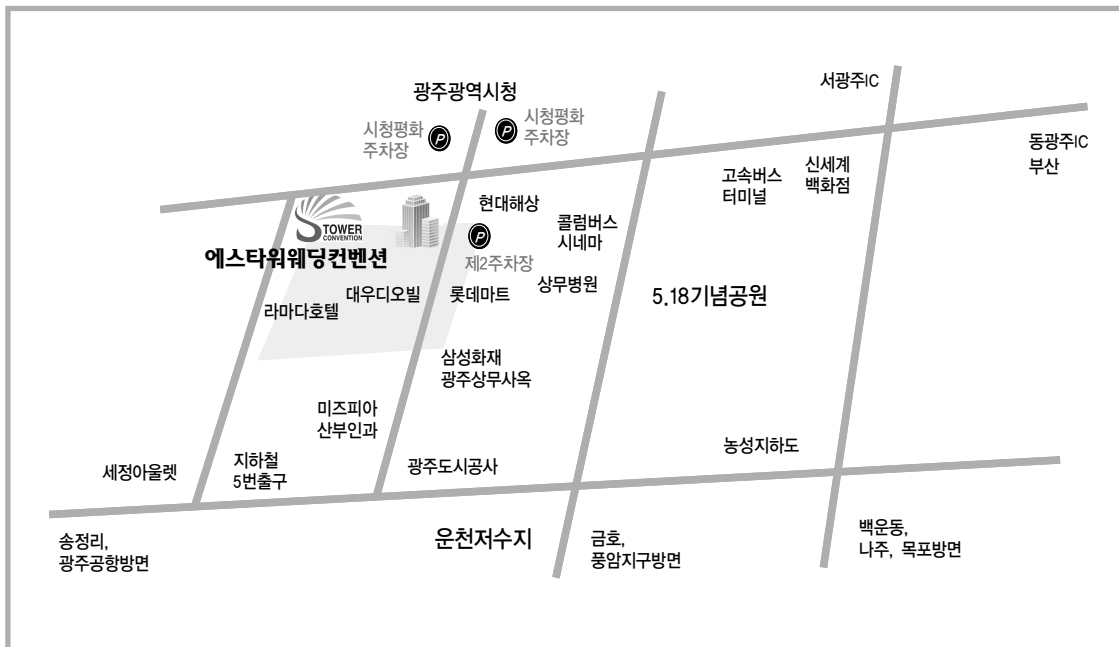 광주광역시청
서광주IC
시청평화
주차장
시청평화
주차장
동광주IC
부산
고속버스
터미널
신세계
백화점
STOWER
CONVENTION
에스타워웨딩컨벤션
현대해상
콜럼버스
시네마
제2주차장
상무병원
라마다호텔
대우디오빌
롯데마트
5.18기념공원
삼성화재
광주상무사옥
미즈피아
산부인과
세정아울렛
지하철
5번출구
광주도시공사
농성지하도
송정리,
광주공항방면
운천저수지
금호,
풍암지구방면
백운동,
나주, 목포방면
P
P
P